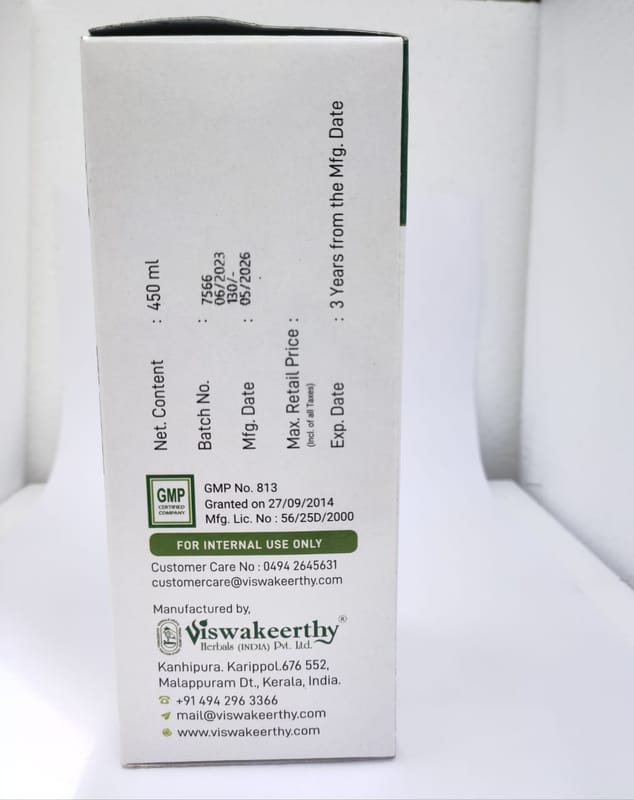 Net. Content : 450 ml
Batch No. :
Mfg. Date :
7566
06/2023
130/-
05/2026
Max. Retail Price :
(Incl. of all Taxes)
Exp. Date : 3 Years from the Mfg. Date
GMP
CERTIFIED
COMPANY
GMP No. 813
Granted on 27/09/2014
Mfg. Lic. No : 56/25D/2000
FOR INTERNAL USE ONLY
Customer Care No : 0494 2645631
customercare@viswakeerthy.com
Manufactured by,
Viswakeerthy®
Herbals (INDIA) Pvt. Ltd.
Kanhipura. Karippol.676 552,
Malappuram Dt., Kerala, India.
+91 494 296 3366
mail@viswakeerthy.com
www.viswakeerthy.com